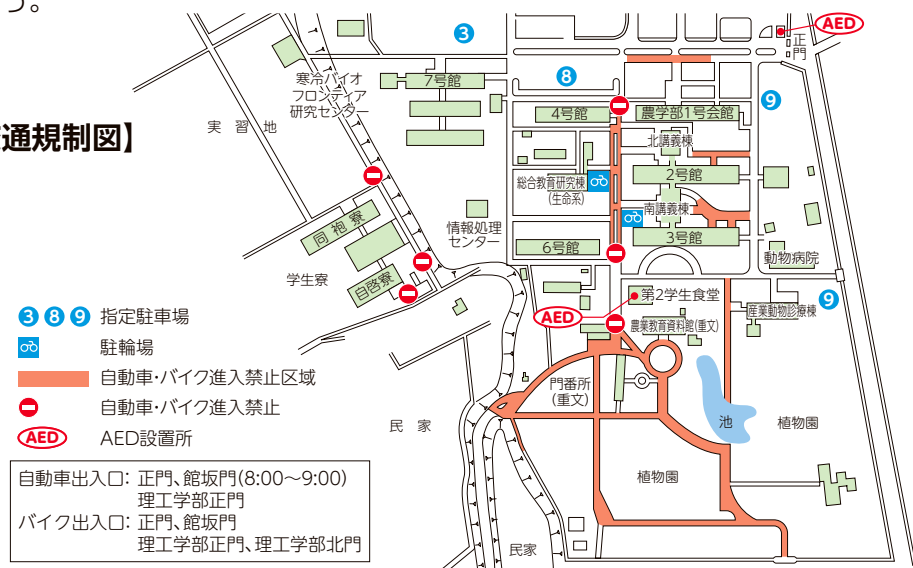 う。
通規制図】
3
8
9
AED
正門
寒冷バイオ
フロンティア
研究センター
7号館
実習地
4号館
農学部1号会館
北講義棟
総合教育研究棟
(生命系)
2号館
南講義棟
情報処理
センター
同袍寮
6号館
3号館
動物病院
学生寮
自啓寮
第2学生食堂
AED
9
産業動物診療棟
農業教育資料館(重文)
門番所
(重文)
民家
池
植物園
植物園
民家
3 8 9 指定駐車場
駐輪場
自動車・バイク進入禁止区域
自動車・バイク進入禁止
AED AED設置所
自動車出入口: 正門、館坂門(8:00～9:00)
理工学部正門
バイク出入口: 正門、館坂門
理工学部正門、理工学部北門